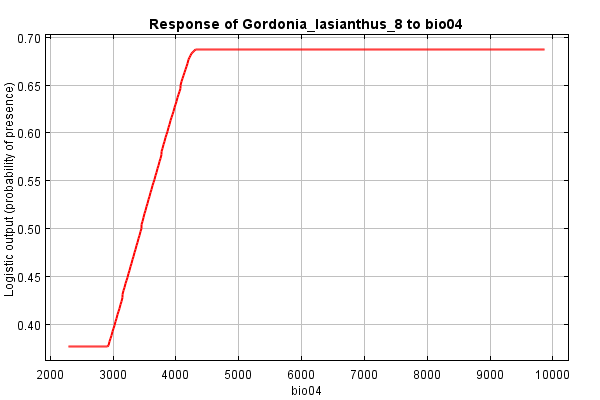 Response of Gordonia_lasianthus_8 to bio04
Logistic output (probability of presence)
0.70
0.65
0.60
0.55
0.50
0.45
0.40
2000 3000 4000 5000 6000 7000 8000 9000 10000
bio04